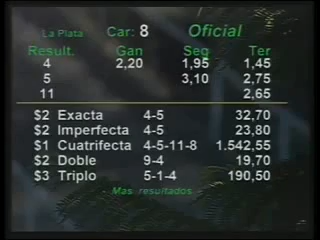 La Plata Car: 8 Oficial
Result. Gan Seg Ter
4 2,20 1,95 1,45
5 3,10 2,75
11 2,65
$2 Exacta 4-5 32,70
$2 Imperfecta 4-5 23,80
$1 Cuatrifecta 4-5-11-8 1.542,55
$2 Doble 9-4 19,70
$3 Triplo 5-1-4 190,50
- Mas resultados -